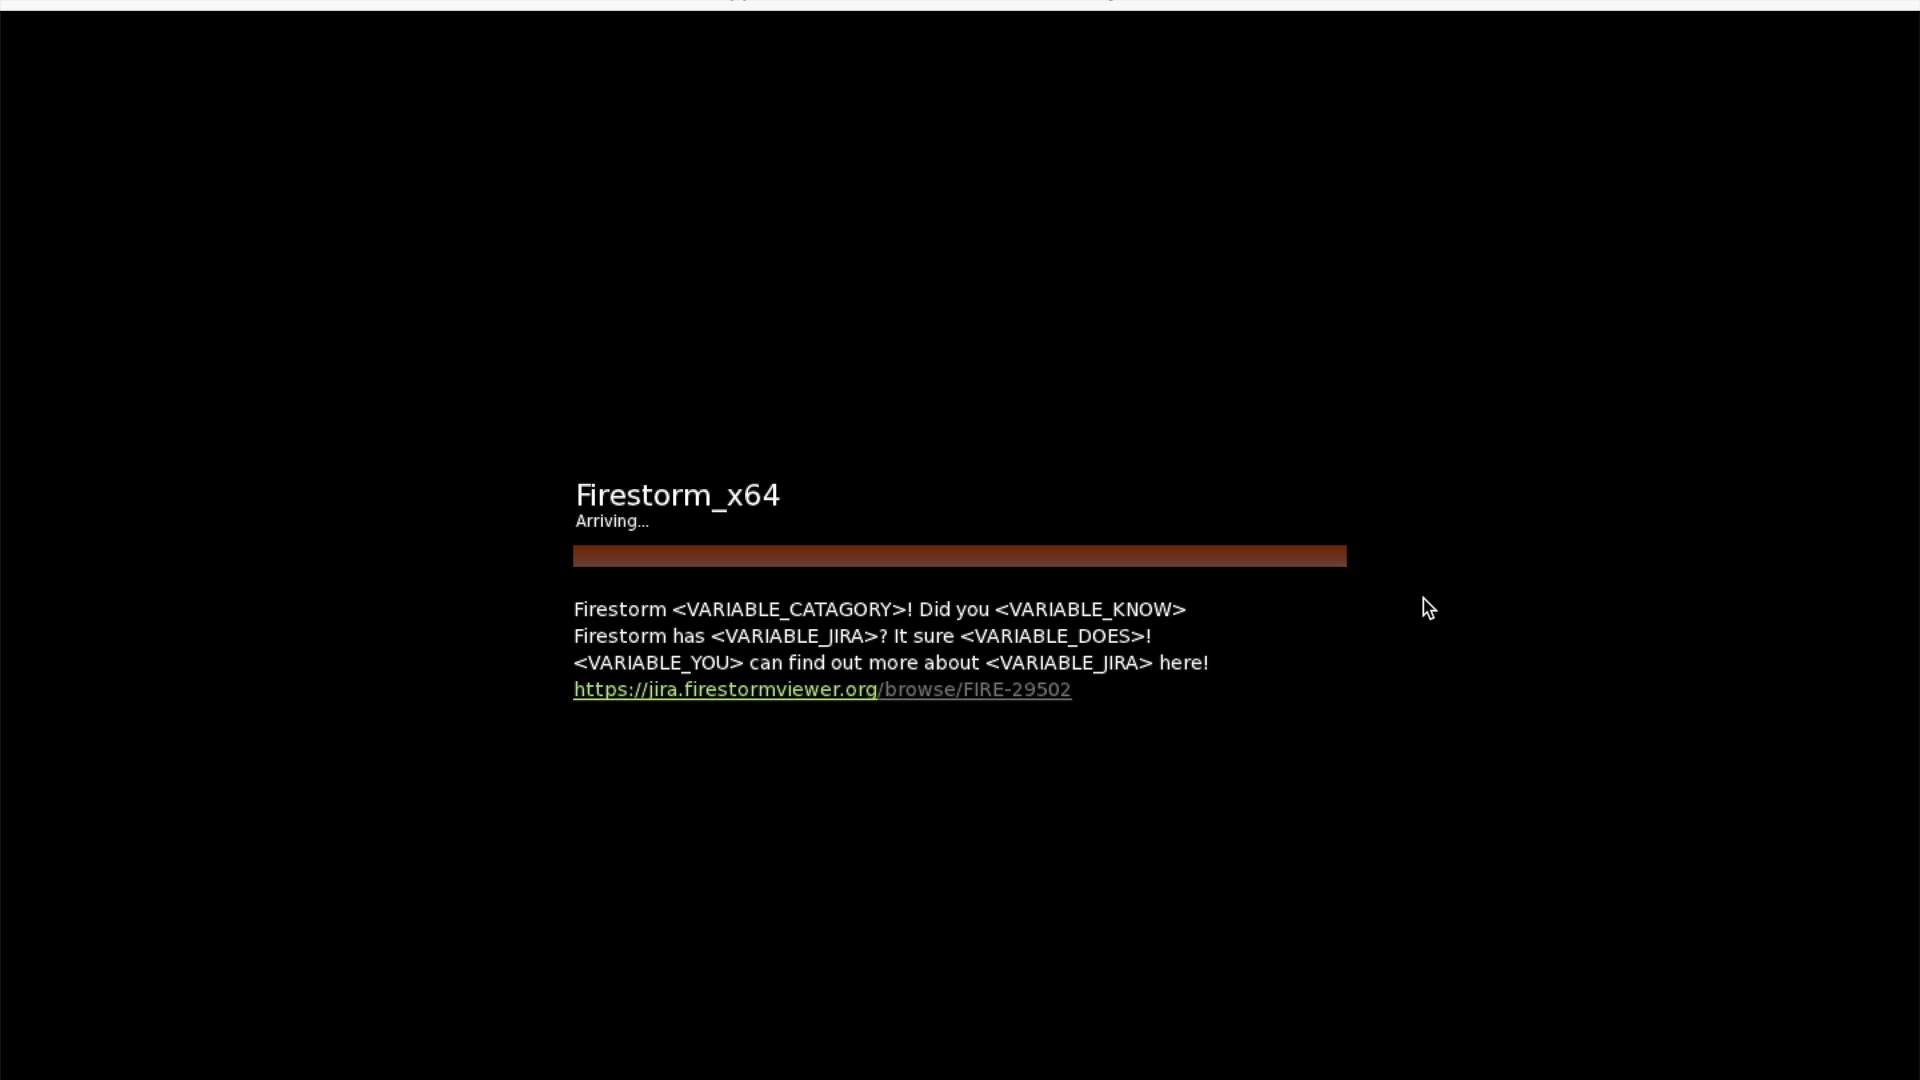 Firestorm_x64
Arriving...
Firestorm <VARIABLE_CATAGORY>! Did you <VARIABLE_KNOW>
Firestorm has <VARIABLE_JIRA>? It sure <VARIABLE_DOES>!
<VARIABLE_YOU> can find out more about <VARIABLE_JIRA> here!
https://jira.firestormviewer.org/browse/FIRE-29502